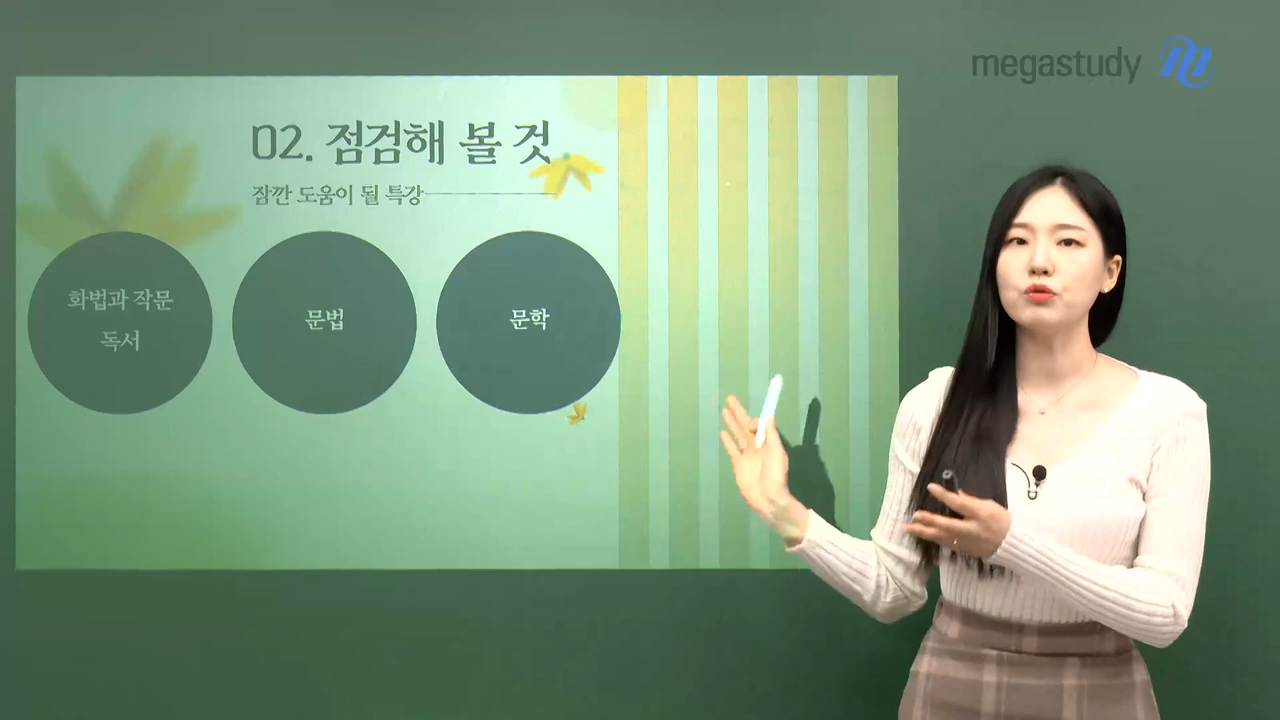 megastudy
02. 점검해 볼 것
잠깐 도움이 될 특강
화법과 작문
독서
문법
문학